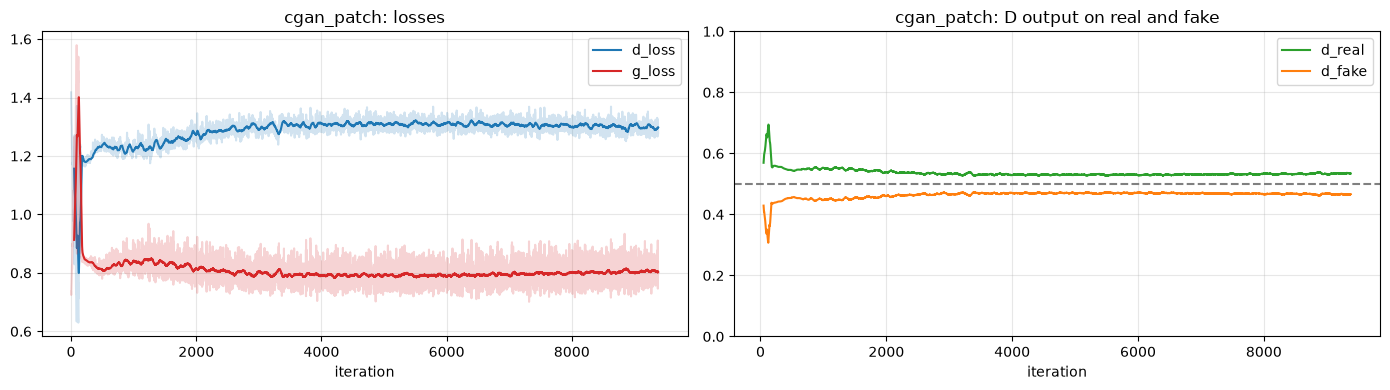 cgan_patch: losses
1.6
1.4
1.2
1.0
0.8
0.6
0
2000
4000
6000
8000
iteration
d_loss
g_loss
cgan_patch: D output on real and fake
1.0
0.8
0.6
0.4
0.2
0.0
0
2000
4000
6000
8000
iteration
d_real
d_fake